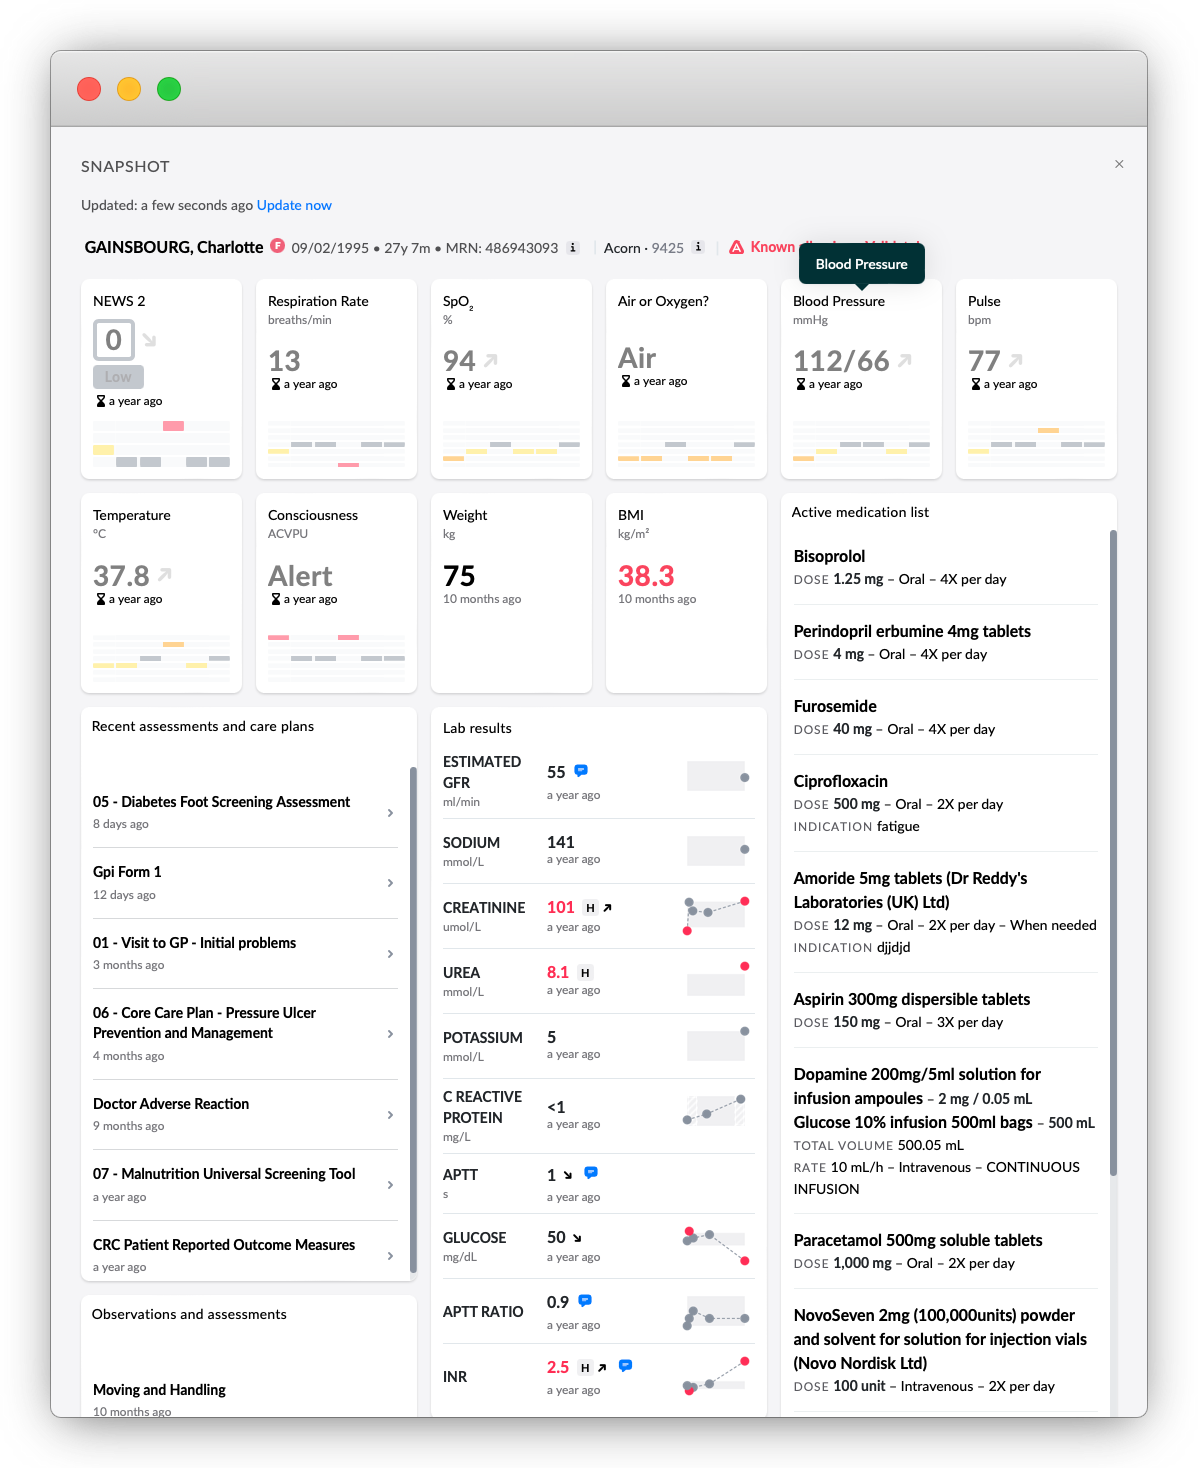 SNAPSHOT
×
Updated: a few seconds ago Update now
GAINSBOURG, Charlotte F 09/02/1995 • 27y 7m • MRN: 486943093 i Acorn · 9425 i Known
Blood Pressure
NEWS 2
0
Low
a year ago
Respiration Rate
breaths/min
13
a year ago
SpO2
%
94
a year ago
Air or Oxygen?
Air
a year ago
Blood Pressure
mmHg
112/66
a year ago
Pulse
bpm
77
a year ago
Temperature
°C
37.8
a year ago
Consciousness
ACVPU
Alert
a year ago
Weight
kg
75
10 months ago
BMI
kg/m²
38.3
10 months ago
Recent assessments and care plans
05 - Diabetes Foot Screening Assessment
8 days ago
Gpi Form 1
12 days ago
01 - Visit to GP - Initial problems
3 months ago
06 - Core Care Plan - Pressure Ulcer
Prevention and Management
4 months ago
Doctor Adverse Reaction
9 months ago
07 - Malnutrition Universal Screening Tool
a year ago
CRC Patient Reported Outcome Measures
a year ago
Observations and assessments
Moving and Handling
10 months ago
Lab results
ESTIMATED
GFR
ml/min
55
a year ago
SODIUM
mmol/L
141
a year ago
CREATININE
umol/L
101 H
a year ago
UREA
mmol/L
8.1 H
a year ago
POTASSIUM
mmol/L
5
a year ago
C REACTIVE
PROTEIN
mg/L
<1
a year ago
APTT
s
1
a year ago
GLUCOSE
mg/dL
50
a year ago
APTT RATIO
0.9
a year ago
INR
2.5 H
a year ago
Active medication list
Bisoprolol
DOSE 1.25 mg – Oral – 4X per day
Perindopril erbumine 4mg tablets
DOSE 4 mg – Oral – 4X per day
Furosemide
DOSE 40 mg – Oral – 4X per day
Ciprofloxacin
DOSE 500 mg – Oral – 2X per day
INDICATION fatigue
Amoride 5mg tablets (Dr Reddy's
Laboratories (UK) Ltd)
DOSE 12 mg – Oral – 2X per day – When needed
INDICATION djjdjd
Aspirin 300mg dispersible tablets
DOSE 150 mg – Oral – 3X per day
Dopamine 200mg/5ml solution for
infusion ampoules – 2 mg / 0.05 mL
Glucose 10% infusion 500ml bags – 500 mL
TOTAL VOLUME 500.05 mL
RATE 10 mL/h – Intravenous – CONTINUOUS
INFUSION
Paracetamol 500mg soluble tablets
DOSE 1,000 mg – Oral – 2X per day
NovoSeven 2mg (100,000units) powder
and solvent for solution for injection vials
(Novo Nordisk Ltd)
DOSE 100 unit – Intravenous – 2X per day